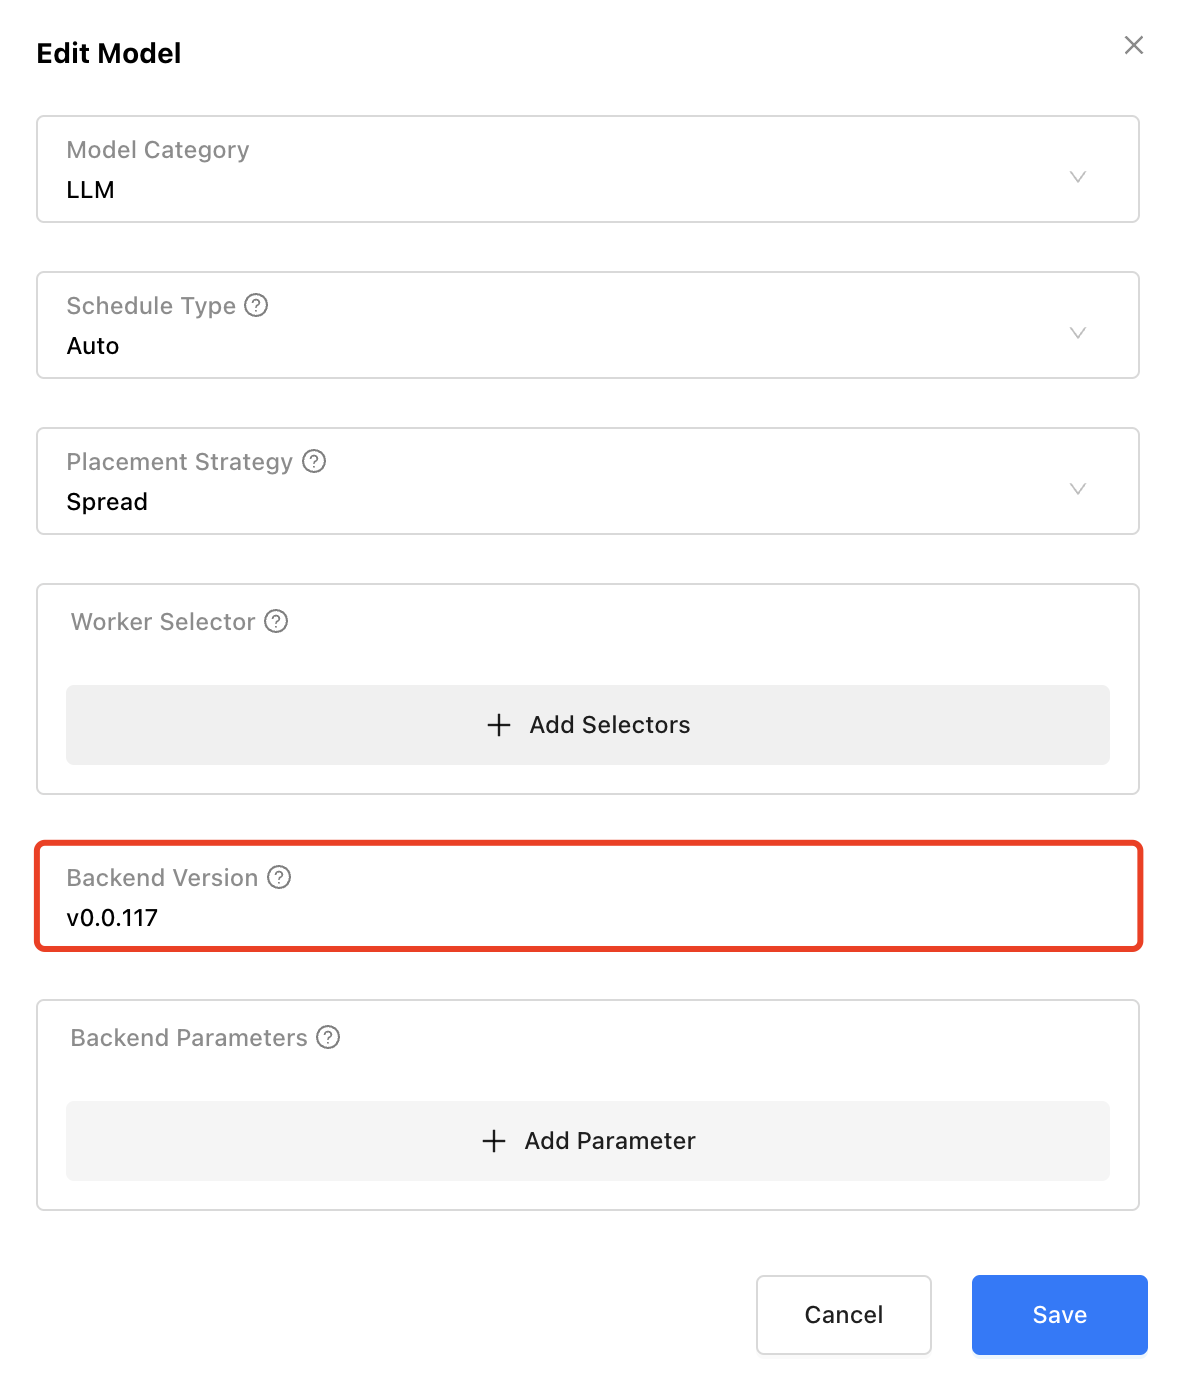 Edit Model
Model Category
LLM
Schedule Type
Auto
Placement Strategy
Spread
Worker Selector
+ Add Selectors
Backend Version
v0.0.117
Backend Parameters
+ Add Parameter
Cancel
Save